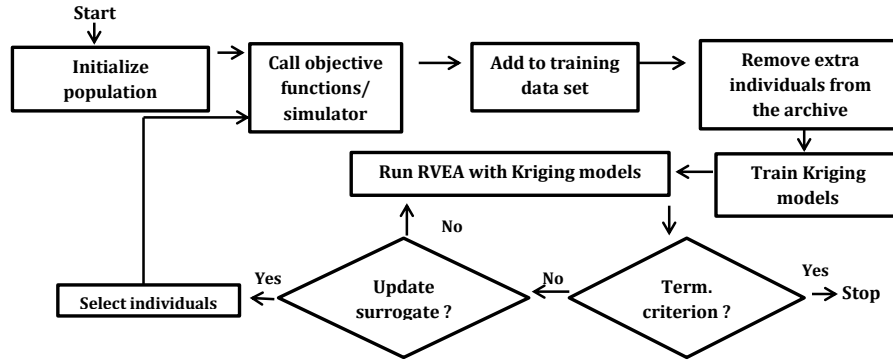 Start
Initialize
population
Call objective
functions/
simulator
Add to training
data set
Remove extra
individuals from
the archive
Train Kriging
models
Run RVEA with Kriging models
Term.
criterion ?
Yes
Stop
No
Update
surrogate ?
No
Yes
Select individuals